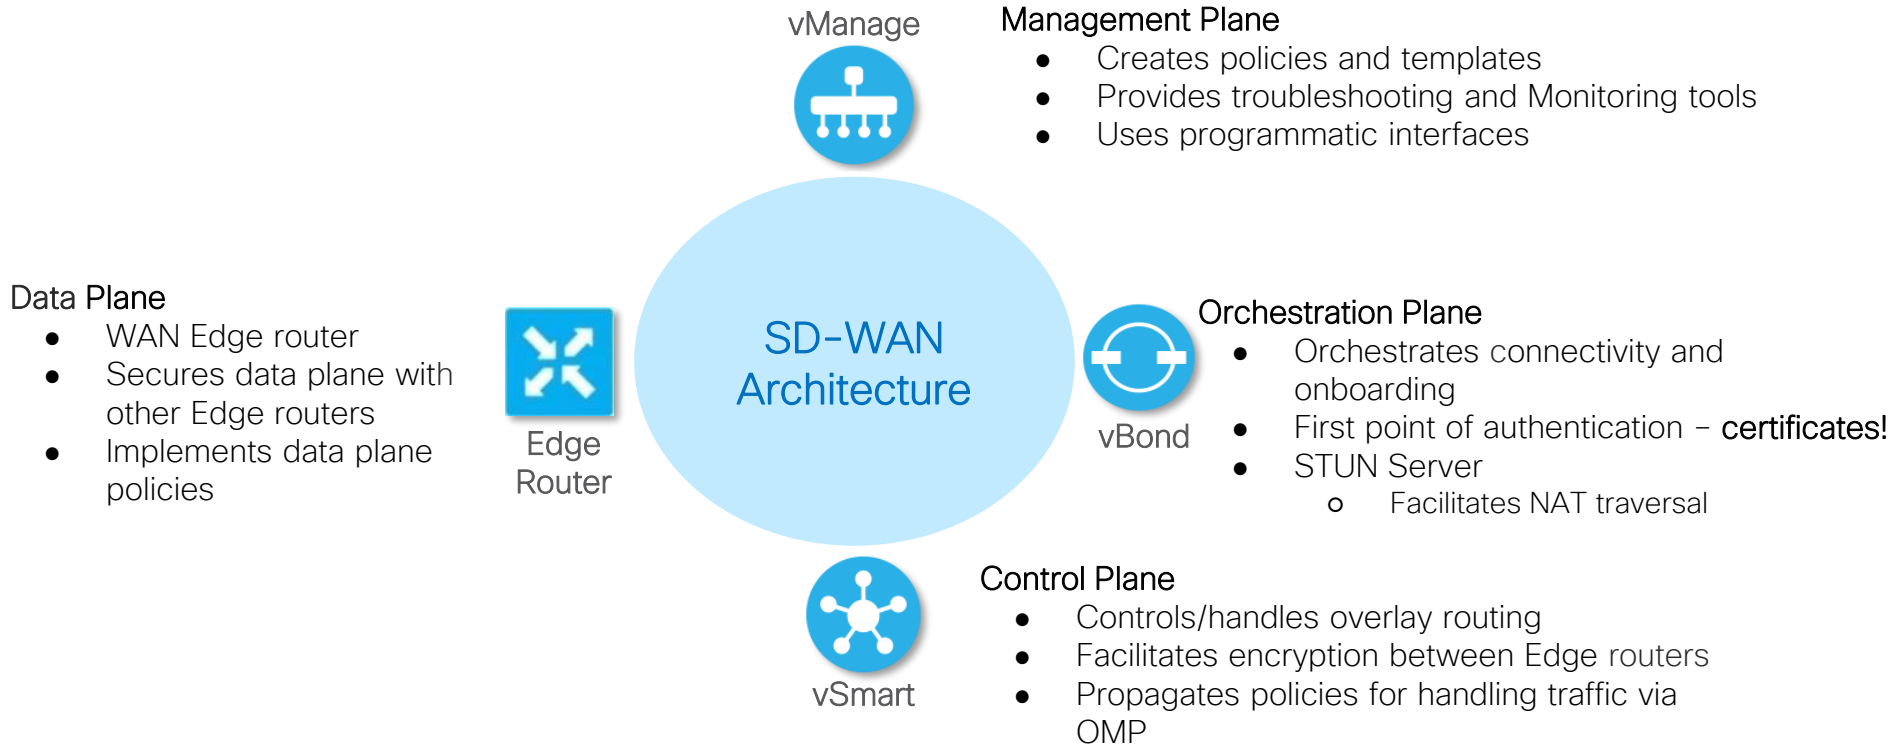 vManage
Management Plane
● Creates policies and templates
● Provides troubleshooting and Monitoring tools
● Uses programmatic interfaces
Data Plane
● WAN Edge router
● Secures data plane with
other Edge routers
● Implements data plane
policies
Edge
Router
SD-WAN
Architecture
vBond
Orchestration Plane
● Orchestrates connectivity and
onboarding
● First point of authentication – certificates!
● STUN Server
○ Facilitates NAT traversal
vSmart
Control Plane
● Controls/handles overlay routing
● Facilitates encryption between Edge routers
● Propagates policies for handling traffic via
OMP